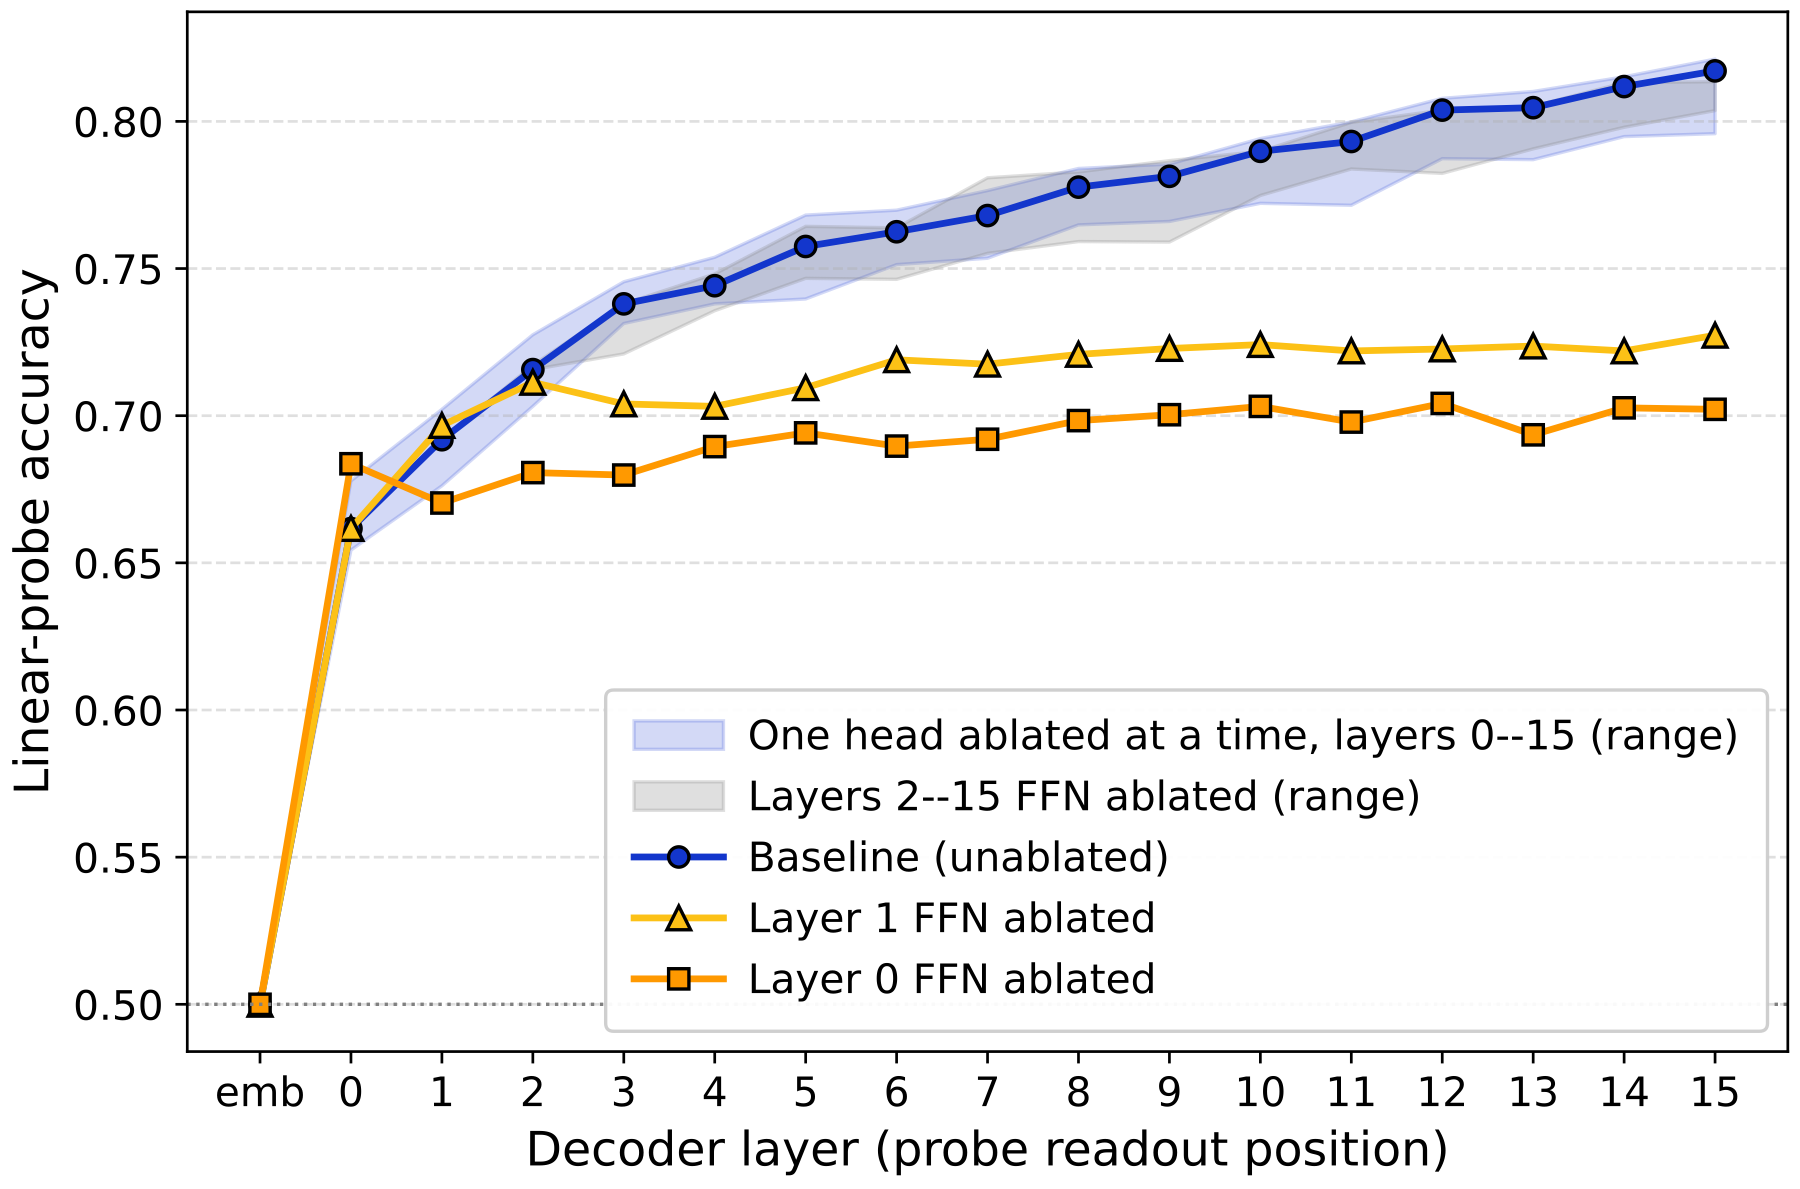 Linear-probe accuracy
0.80
0.75
0.70
0.65
0.60
0.55
0.50
One head ablated at a time, layers 0--15 (range)
Layers 2--15 FFN ablated (range)
Baseline (unablated)
Layer 1 FFN ablated
Layer 0 FFN ablated
emb 0 1 2 3 4 5 6 7 8 9 10 11 12 13 14 15
Decoder layer (probe readout position)